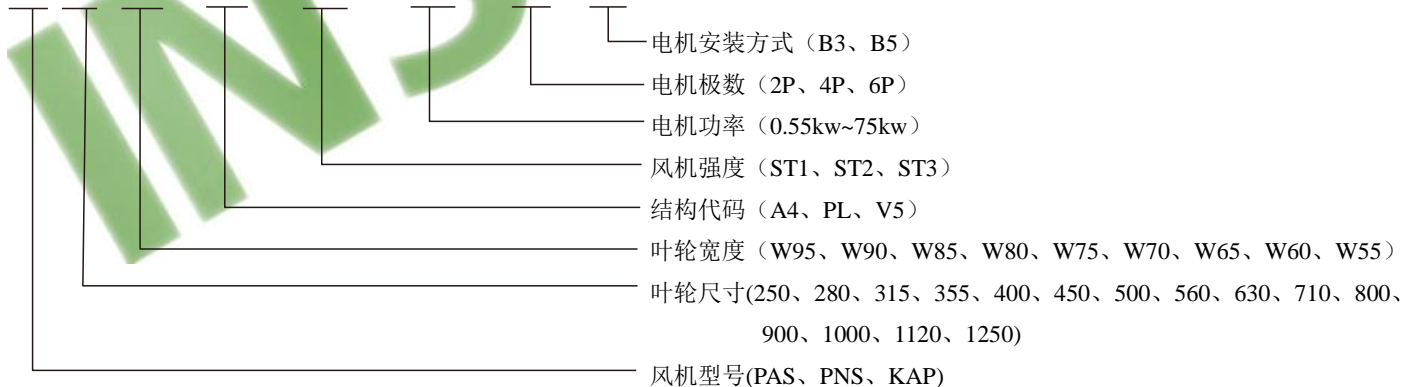 电机安装方式（B3、B5）
电机极数（2P、4P、6P）
电机功率（0.55kw~75kw）
风机强度（ST1、ST2、ST3）
结构代码（A4、PL、V5）
叶轮宽度（W95、W90、W85、W80、W75、W70、W65、W60、W55）
叶轮尺寸(250、280、315、355、400、450、500、560、630、710、800、
900、1000、1120、1250)
风机型号(PAS、PNS、KAP)